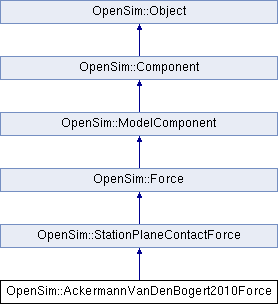 OpenSim::Object
OpenSim::Component
OpenSim::ModelComponent
OpenSim::Force
OpenSim::StationPlaneContactForce
OpenSim::AckermannVanDenBogert2010Force